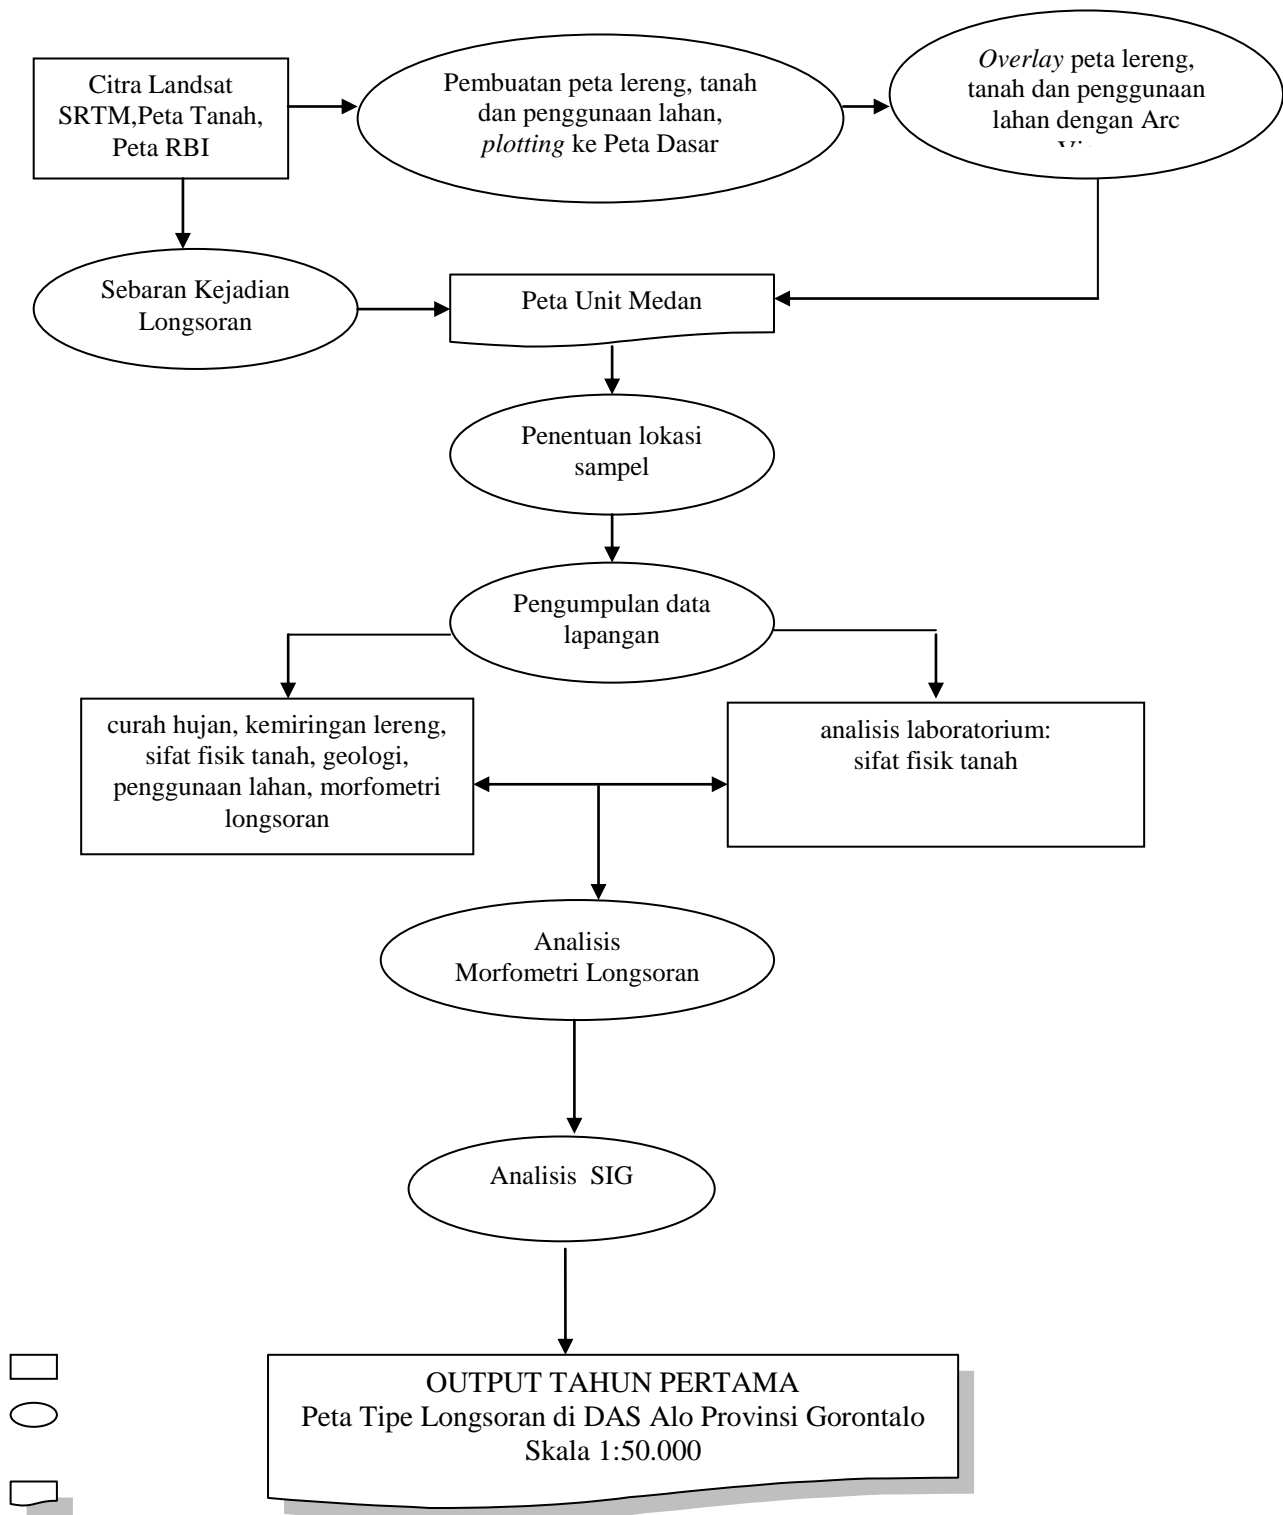 Citra Landsat
SRTM,Peta Tanah,
Peta RBI
Pembuatan peta lereng, tanah
dan penggunaan lahan,
plotting ke Peta Dasar
Overlay peta lereng,
tanah dan penggunaan
lahan dengan Arc
Sebaran Kejadian
Longsoran
Peta Unit Medan
Penentuan lokasi
sampel
Pengumpulan data
lapangan
curah hujan, kemiringan lereng,
sifat fisik tanah, geologi,
penggunaan lahan, morfometri
longsoran
analisis laboratorium:
sifat fisik tanah
Analisis
Morfometri Longsoran
Analisis SIG
OUTPUT TAHUN PERTAMA
Peta Tipe Longsoran di DAS Alo Provinsi Gorontalo
Skala 1:50.000